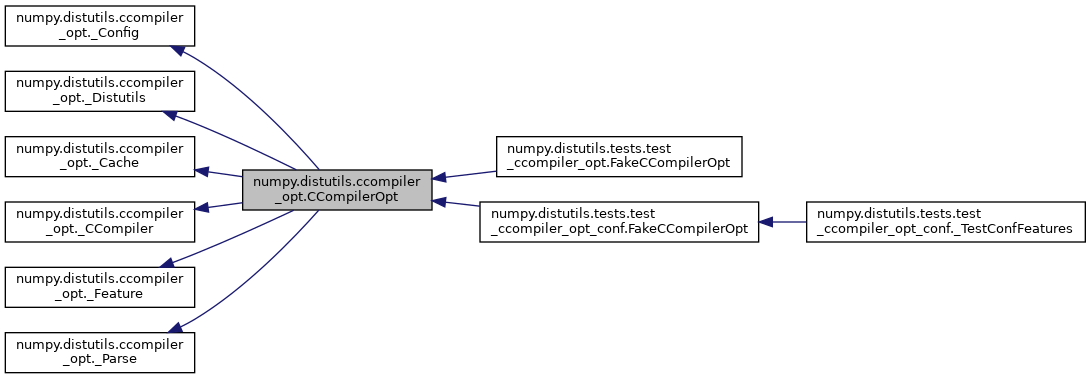 numpy.distutils.ccompiler
_opt._Config
numpy.distutils.ccompiler
_opt._Distutils
numpy.distutils.ccompiler
_opt._Cache
numpy.distutils.ccompiler
_opt._CCompiler
numpy.distutils.ccompiler
_opt._Feature
numpy.distutils.ccompiler
_opt._Parse
numpy.distutils.ccompiler
_opt.CCompilerOpt
numpy.distutils.tests.test
_ccompiler_opt.FakeCCompilerOpt
numpy.distutils.tests.test
_ccompiler_opt_conf.FakeCCompilerOpt
numpy.distutils.tests.test
_ccompiler_opt_conf._TestConfFeatures